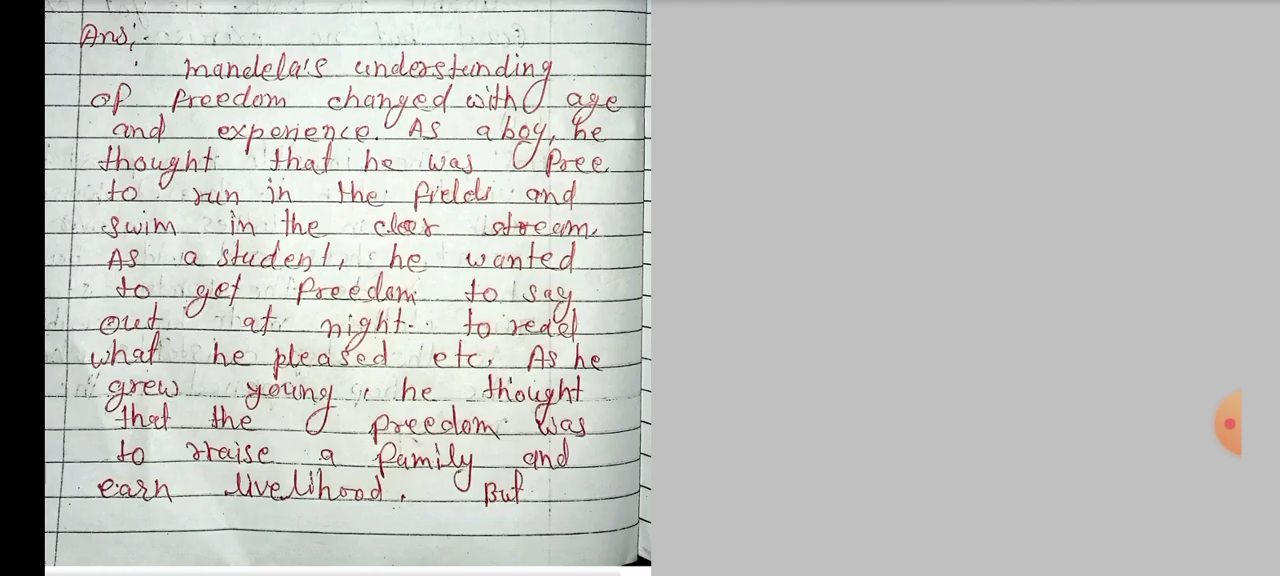 Ans:-
Mandela's understanding
of freedom changed with age
and experience. As a boy, he
thought that he was free
to run in the fields and
swim in the clear stream.
As a student, he wanted
to get freedom to say
out at night. to read
what he pleased etc. As he
grew young, he thought
that the freedom was
to raise a family and
earn livelihood. But